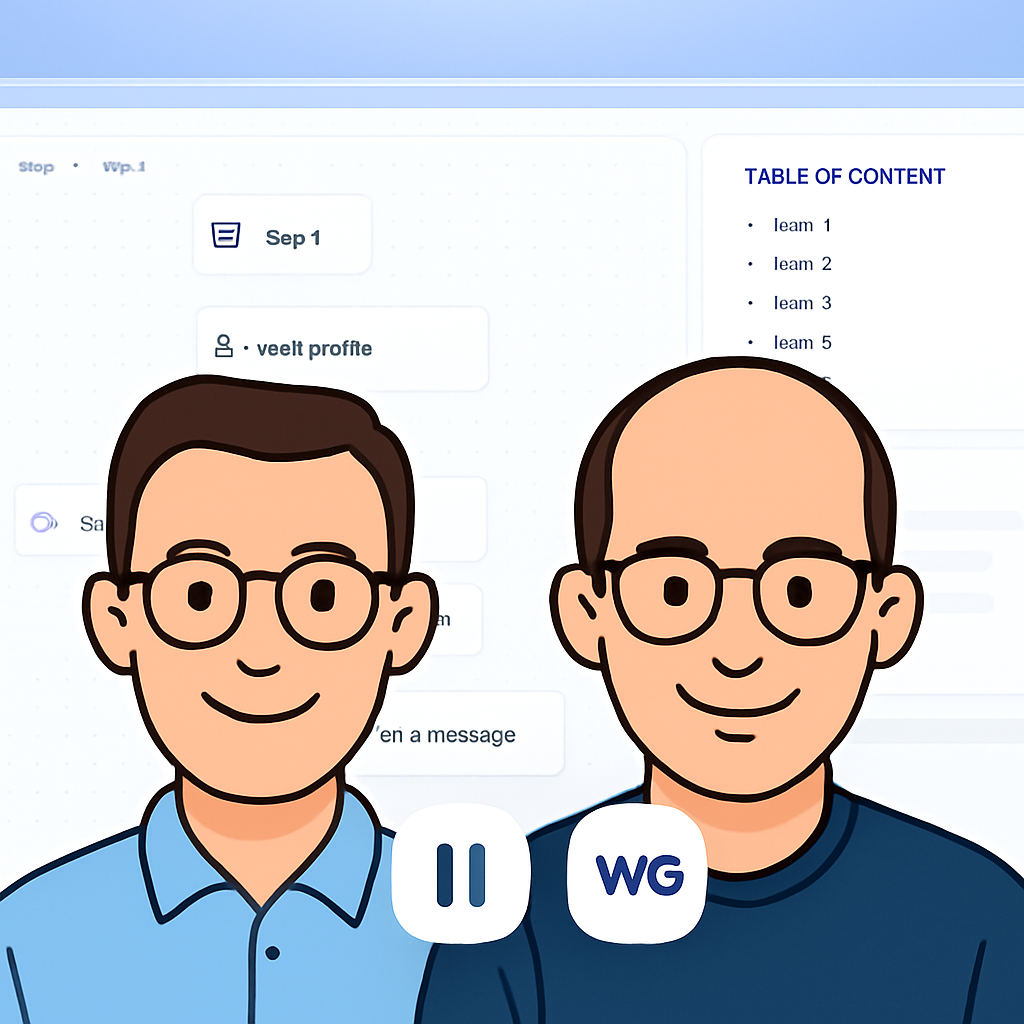 Stop • Wp.1
Sep 1
• veelt proffte
Sa
m
en a message
TABLE OF CONTENT
• leam 1
• leam 2
• leam 3
• leam 5
WG